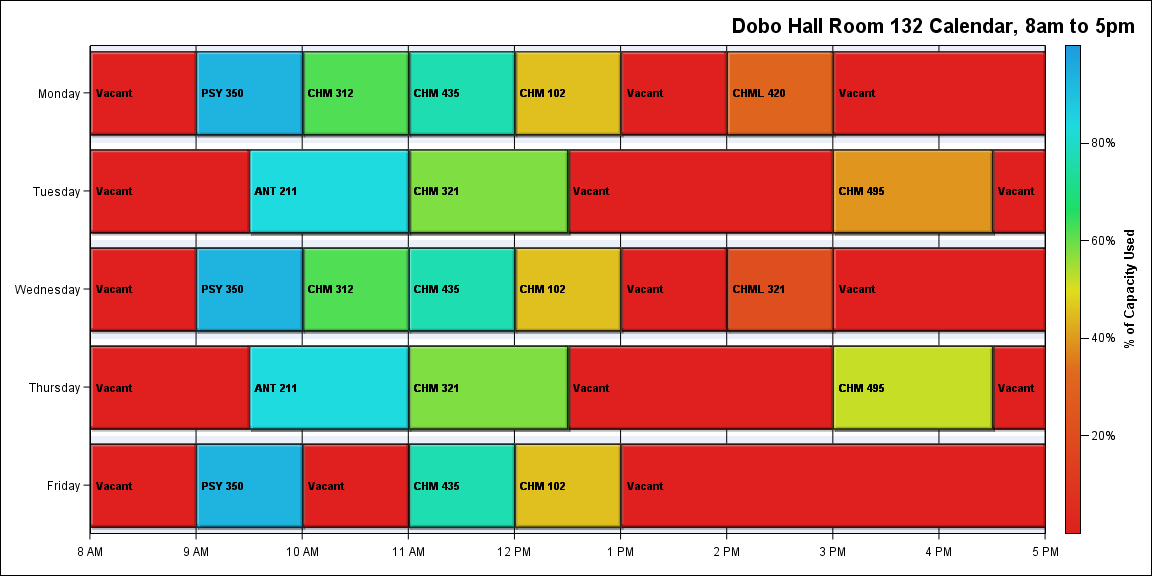 Dobo Hall Room 132 Calendar, 8am to 5pm
Monday
Vacant
PSY 350
CHM 312
CHM 435
CHM 102
Vacant
CHML 420
Vacant
Tuesday
Vacant
ANT 211
CHM 321
Vacant
CHM 495
Vacant
Wednesday
Vacant
PSY 350
CHM 312
CHM 435
CHM 102
Vacant
CHML 321
Vacant
Thursday
Vacant
ANT 211
CHM 321
Vacant
CHM 495
Vacant
Friday
Vacant
PSY 350
Vacant
CHM 435
CHM 102
Vacant
8 AM
9 AM
10 AM
11 AM
12 PM
1 PM
2 PM
3 PM
4 PM
5 PM
80%
60%
40%
20%
% of Capacity Used